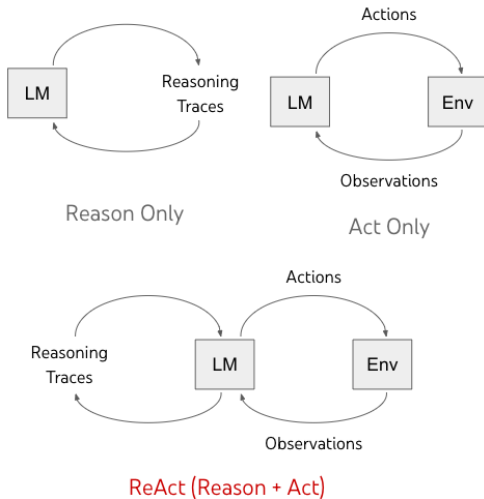 LM
Reasoning
Traces
Reason Only
Actions
LM
Env
Observations
Act Only
Actions
Reasoning
Traces
LM
Env
Observations
ReAct (Reason + Act)